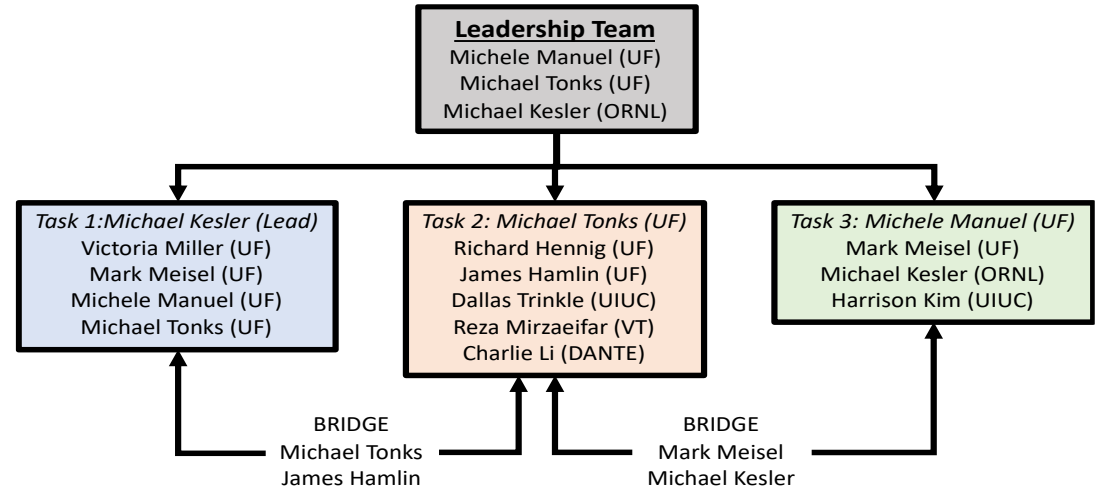 Leadership Team
Michele Manuel (UF)
Michael Tonks (UF)
Michael Kesler (ORNL)
Task 1:Michael Kesler (Lead)
Victoria Miller (UF)
Mark Meisel (UF)
Michele Manuel (UF)
Michael Tonks (UF)
Task 2: Michael Tonks (UF)
Richard Hennig (UF)
James Hamlin (UF)
Dallas Trinkle (UIUC)
Reza Mirzaeifar (VT)
Charlie Li (DANTE)
Task 3: Michele Manuel (UF)
Mark Meisel (UF)
Michael Kesler (ORNL)
Harrison Kim (UIUC)
BRIDGE
Michael Tonks
James Hamlin
BRIDGE
Mark Meisel
Michael Kesler